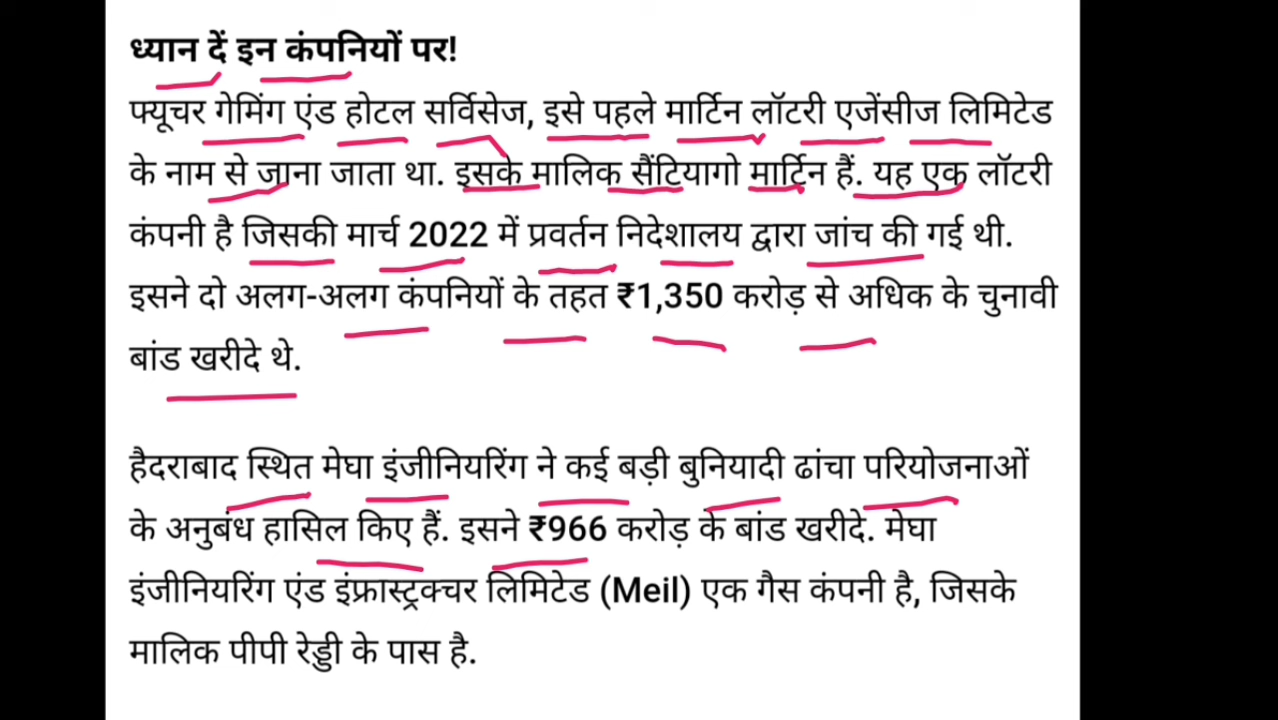 ध्यान दें इन कंपनियों पर!
फ्यूचर गेमिंग एंड होटल सर्विसेज, इसे पहले मार्टिन लॉटरी एजेंसीज लिमिटेड
के नाम से जाना जाता था. इसके मालिक सैंटियागो मार्टिन हैं. यह एक लॉटरी
कंपनी है जिसकी मार्च 2022 में प्रवर्तन निदेशालय द्वारा जांच की गई थी.
इसने दो अलग-अलग कंपनियों के तहत ₹1,350 करोड़ से अधिक के चुनावी
बांड खरीदे थे.
हैदराबाद स्थित मेघा इंजीनियरिंग ने कई बड़ी बुनियादी ढांचा परियोजनाओं
के अनुबंध हासिल किए हैं. इसने ₹966 करोड़ के बांड खरीदे. मेघा
इंजीनियरिंग एंड इंफ्रास्ट्रक्चर लिमिटेड (Meil) एक गैस कंपनी है, जिसके
मालिक पीपी रेड्डी के पास है.